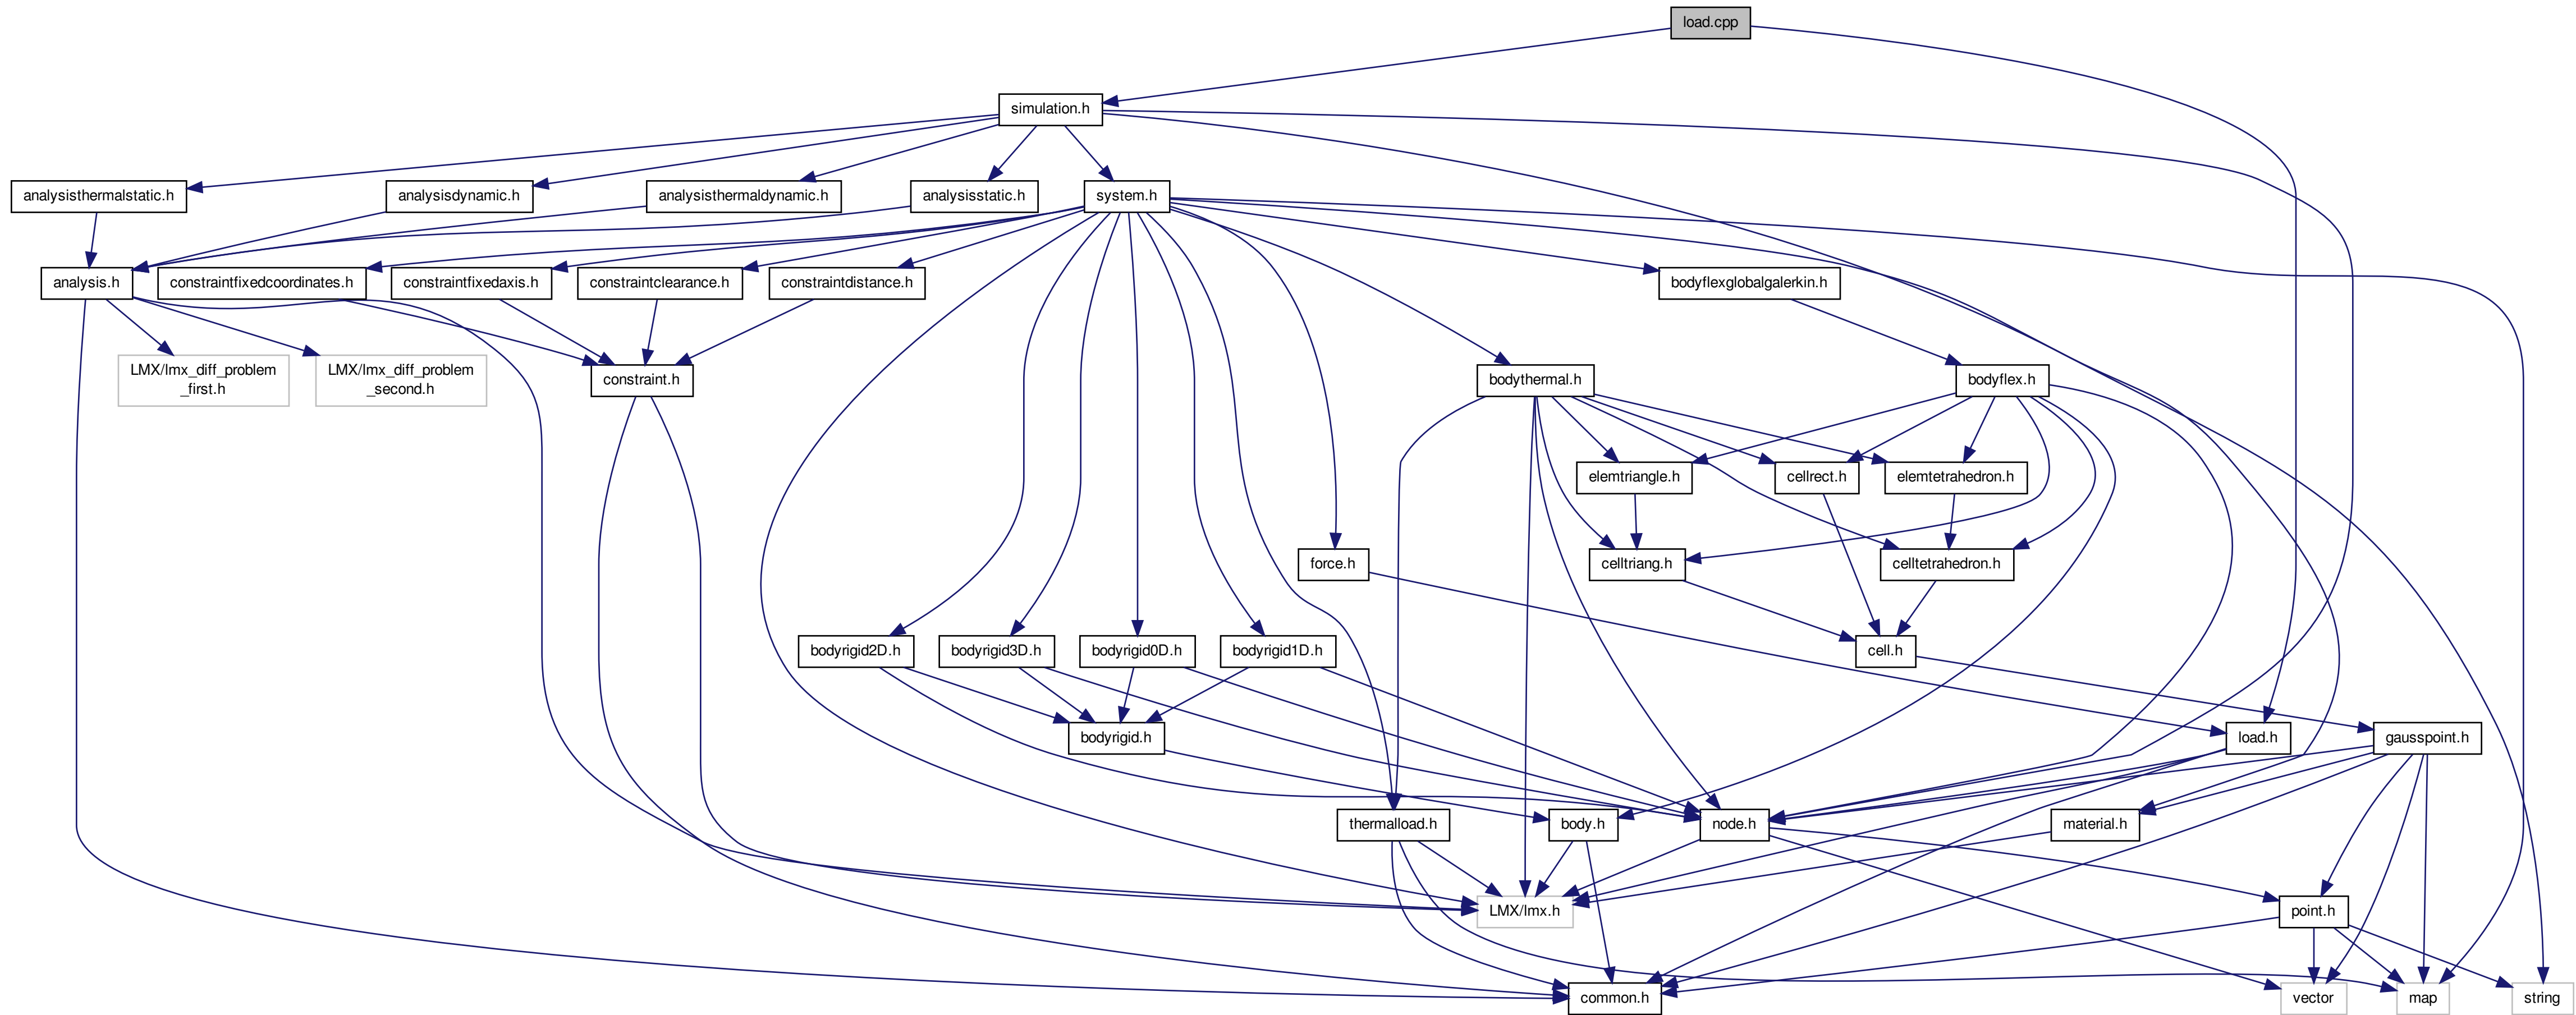 load.cpp
simulation.h
analysisthermalstatic.h
analysisdynamic.h
analysisthermaldynamic.h
analysisstatic.h
system.h
analysis.h
constraintfixedcoordinates.h
constraintfixedaxis.h
constraintclearance.h
constraintdistance.h
bodyflexglobalgalerkin.h
LMX/lmx_diff_problem
_first.h
LMX/lmx_diff_problem
_second.h
constraint.h
bodythermal.h
bodyflex.h
elemtriangle.h
cellrect.h
elemtetrahedron.h
force.h
celltriang.h
celltetrahedron.h
bodyrigid2D.h
bodyrigid3D.h
bodyrigid0D.h
bodyrigid1D.h
cell.h
bodyrigid.h
load.h
gausspoint.h
thermalload.h
body.h
node.h
material.h
LMX/lmx.h
point.h
common.h
vector
map
string